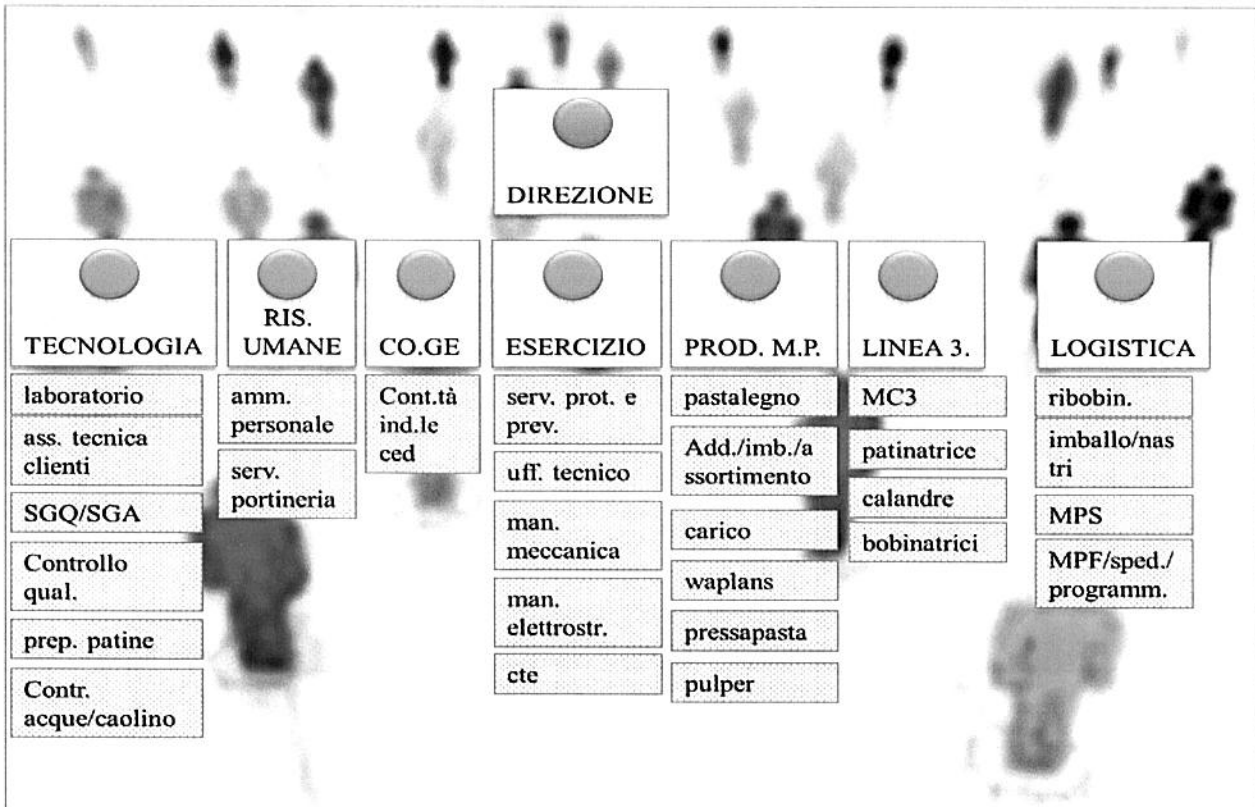 DIREZIONE
TECNOLOGIA
laboratorio
ass. tecnica
clienti
SGQ/SGA
Controllo
qual.
prep. patine
Contr.
acque/caolino
RIS.
UMANE
amm.
personale
serv.
portineria
CO.GE
Cont.tà
ind.le
ced
ESERCIZIO
serv. prot. e
prev.
uff. tecnico
man.
meccanica
man.
elettrostr.
cte
PROD. M.P.
pastalegno
Add./imb./a
ssortimento
carico
waplans
pressapasta
pulper
LINEA 3.
MC3
patinatrice
calandre
bobinatrici
LOGISTICA
ribobin.
imballo/nas
tri
MPS
MPF/sped./
programm.